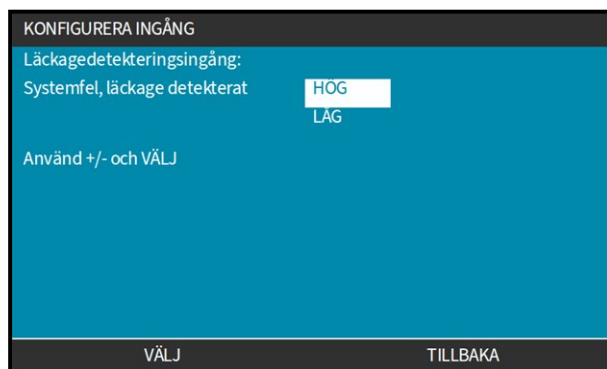 KONFIGURERA INGÅNG
Läckagedetekteringsingång:
Systemfel, läckage detekterat HÖG
LÅG
Använd +/- och VÄLJ
VÄLJ TILLBAKA